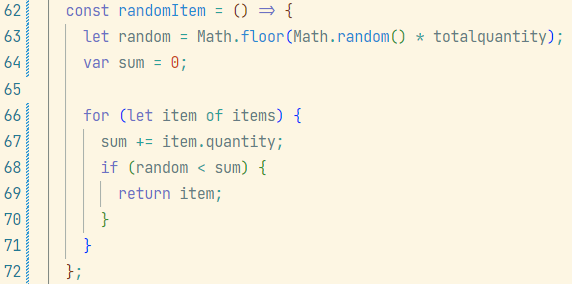 62 const randomItem = () => {
63 let random = Math.floor(Math.random() * totalquantity);
64 var sum = 0;
65
66 for (let item of items) {
67 sum += item.quantity;
68 if (random < sum) {
69 return item;
70 }
71 }
72 };